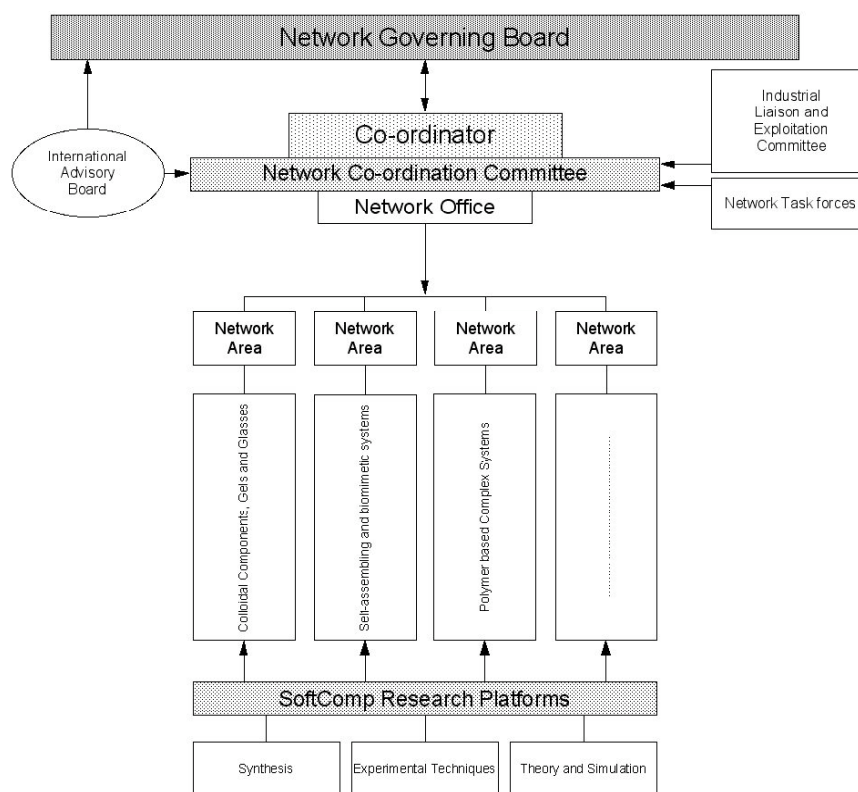 Network Governing Board
Co-ordinator
Industrial
Liaison and
Exploitation
Committee
International
Advisory
Board
Network Co-ordination Committee
Network Office
Network Task forces
Network
Area
Network
Area
Network
Area
Network
Area
Colloidal Components, Gels and Glasses
Self-assembling and biomimetic systems
Polymer based Complex Systems
SoftComp Research Platforms
Synthesis
Experimental Techniques
Theory and Simulation